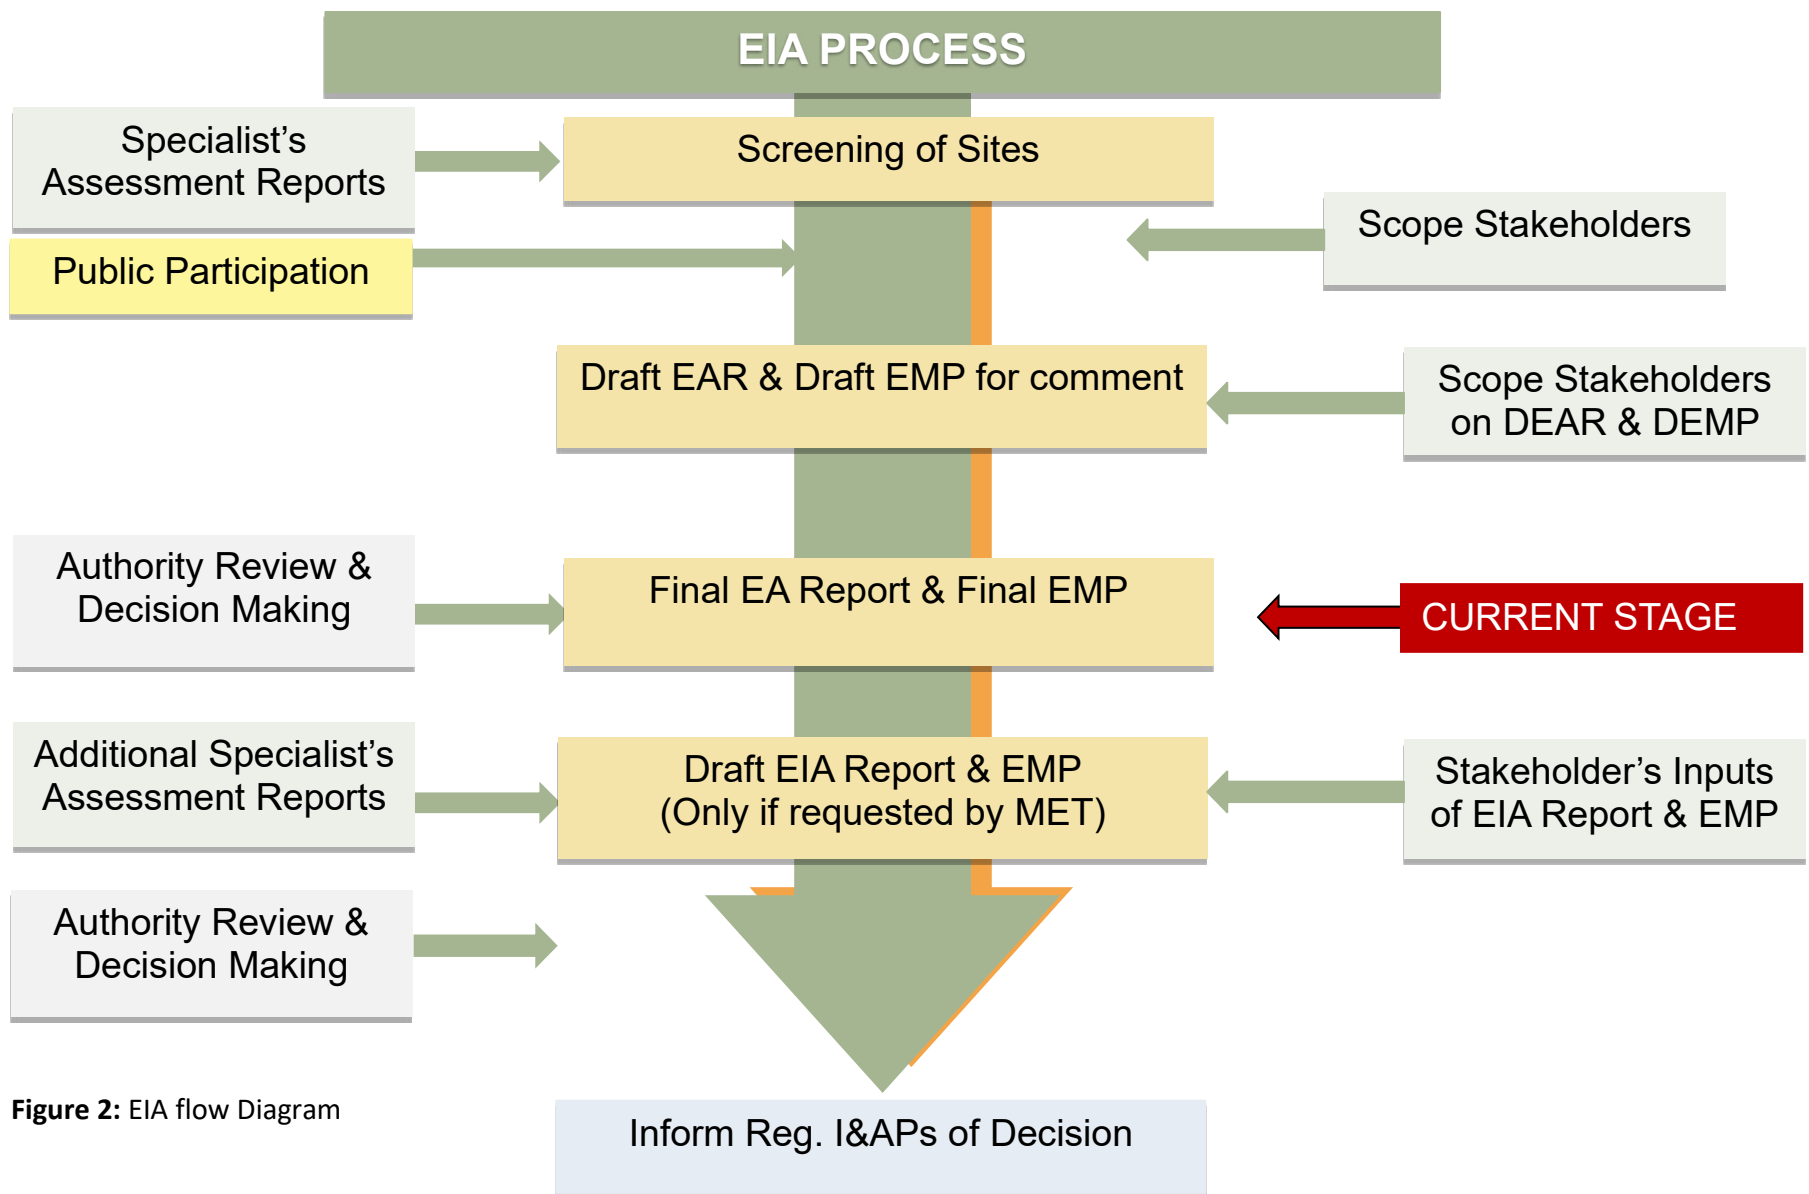 EIA PROCESS
Specialist's
Assessment Reports
Screening of Sites
Scope Stakeholders
Public Participation
Draft EAR & Draft EMP for comment
Scope Stakeholders
on DEAR & DEMP
Authority Review &
Decision Making
Final EA Report & Final EMP
CURRENT STAGE
Additional Specialist's
Assessment Reports
Draft EIA Report & EMP
(Only if requested by MET)
Stakeholder's Inputs
of EIA Report & EMP
Authority Review &
Decision Making
Figure 2: EIA flow Diagram
Inform Reg. I&APs of Decision